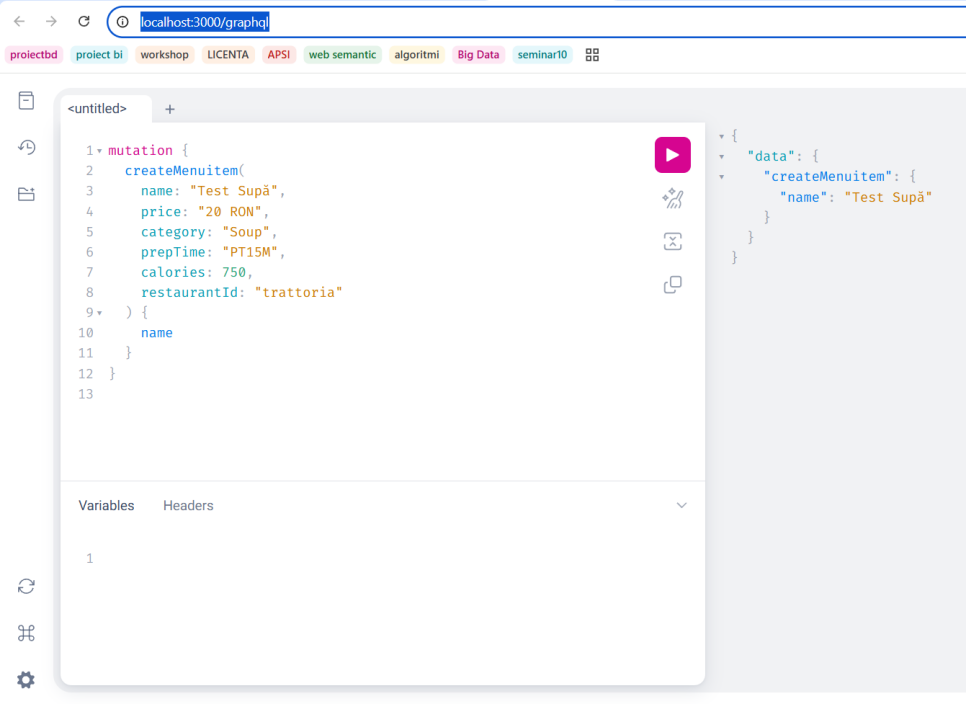 localhost:3000/graphql
proiectbd proiect bi workshop LICENTA APSI web semantic algoritmi Big Data seminar10
<untitled> +
1 mutation {
2 createMenuitem(
3 name: "Test Supă",
4 price: "20 RON",
5 category: "Soup",
6 prepTime: "PT15M",
7 calories: 750,
8 restaurantId: "trattoria"
9 ) {
10 name
11 }
12 }
13
Variables Headers
1
{
"data": {
"createMenuitem": {
"name": "Test Supă"
}
}
}